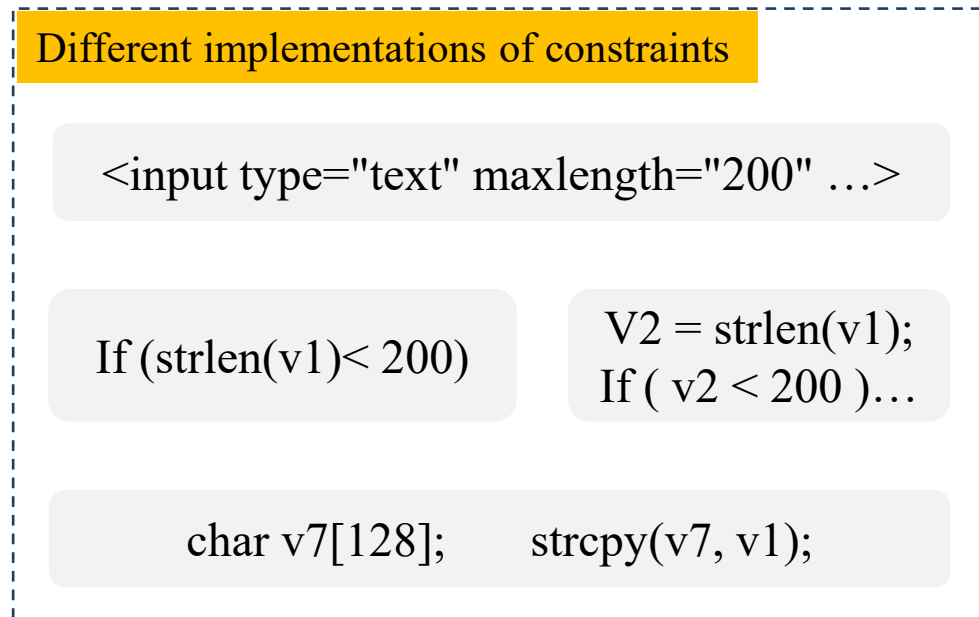 Different implementations of constraints
<input type="text" maxlength="200" …>
If (strlen(v1)< 200)
V2 = strlen(v1);
If ( v2 < 200 )…
char v7[128]; strcpy(v7, v1);